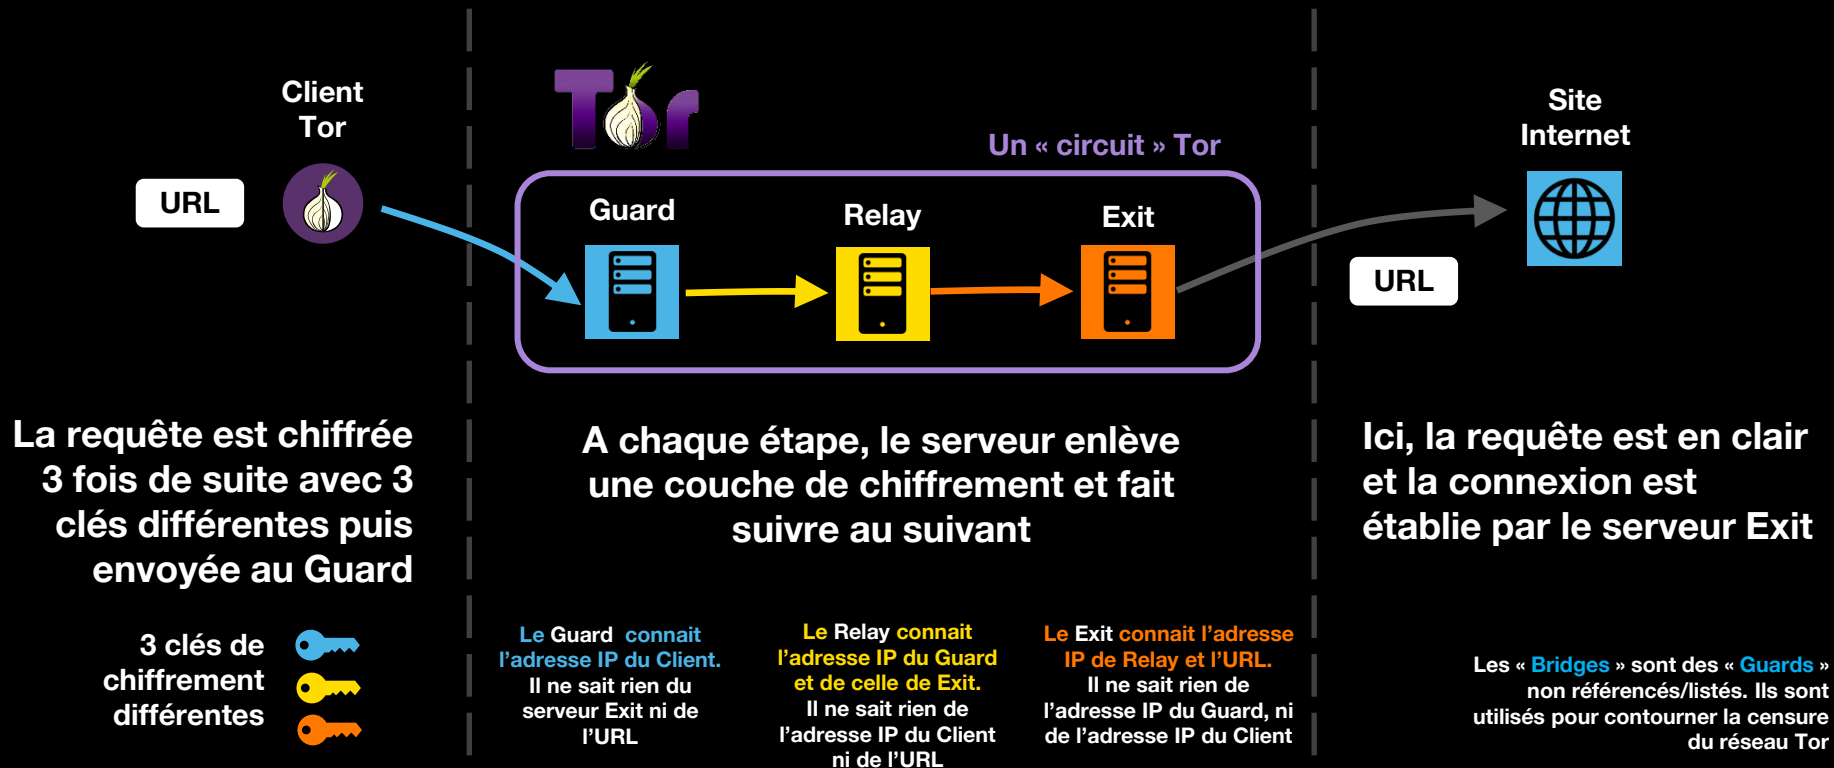 Client
Tor
URL
La requête est chiffrée
3 fois de suite avec 3
clés différentes puis
envoyée au Guard
3 clés de
chiffrement
différentes
Tor
Un « circuit » Tor
Guard
Relay
Exit
A chaque étape, le serveur enlève
une couche de chiffrement et fait
suivre au suivant
Le Guard connait
l’adresse IP du Client.
Il ne sait rien du
serveur Exit ni de
l’URL
Le Relay connait
l’adresse IP du Guard
et de celle de Exit.
Il ne sait rien de
l’adresse IP du Client
ni de l’URL
Le Exit connait l’adresse
IP de Relay et l’URL.
Il ne sait rien de
l’adresse IP du Guard, ni
de l’adresse IP du Client
Site
Internet
URL
Ici, la requête est en clair
et la connexion est
établie par le serveur Exit
Les « Bridges » sont des « Guards »
non référencés/listés. Ils sont
utilisés pour contourner la censure
du réseau Tor